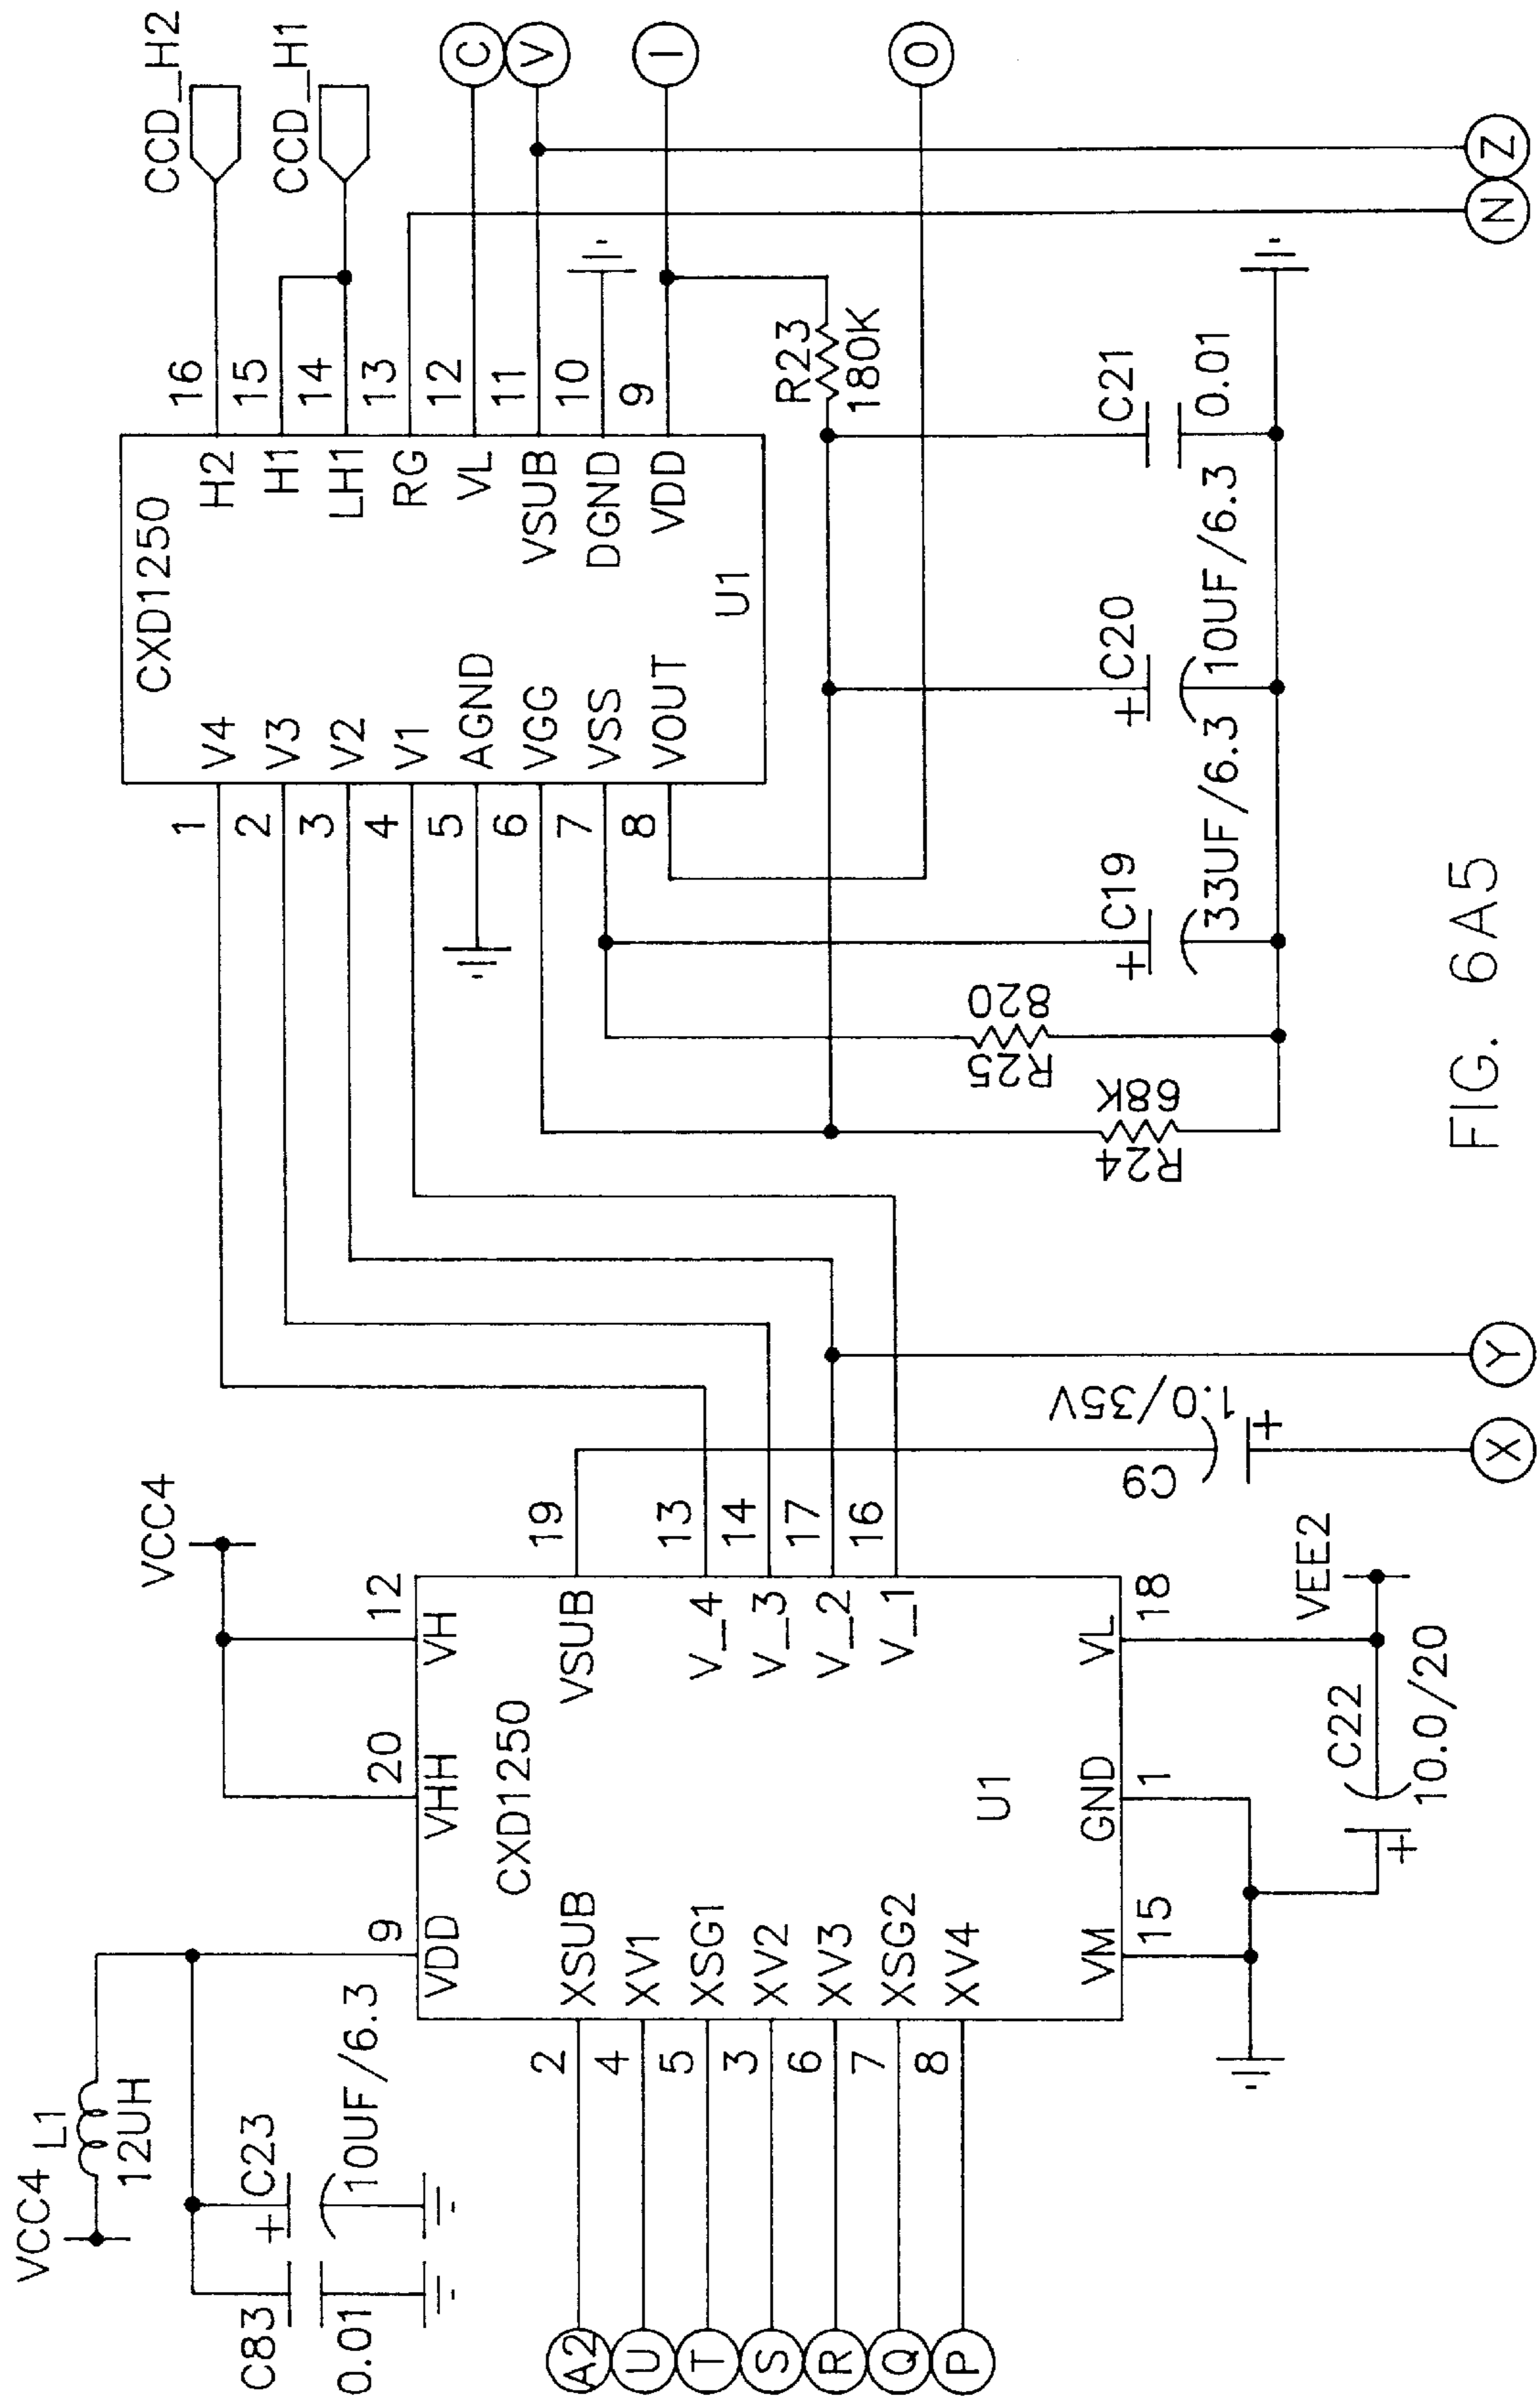 VCC4
L1
12UH
C83
0.01
C23
+
10UF/6.3
VCC4
9
VDD
20
VHH
12
VH
CXD1250
U1
A2
2
XSUB
U
4
XV1
T
5
XSG1
S
3
XV2
R
6
XV3
Q
7
XSG2
P
8
XV4
VSUB
19
V_4
13
V_3
14
V_2
17
V_1
16
VM
15
GND
1
VL
18
VEE2
C22
10.0/20
+
C9
1.0/35V
+
X
Y
CXD1250
U1
1
V4
2
V3
3
V2
4
V1
5
AGND
6
VGG
7
VSS
8
VOUT
H2
16
H1
15
LH1
14
RG
13
VL
12
VSUB
11
DGND
10
VDD
9
CCD_H2
CCD_H1
C
V
I
O
R23
180K
R24
68K
R25
820
+
C19
33UF/6.3
+
C20
10UF/6.3
C21
0.01
N
Z
FIG. 6A5